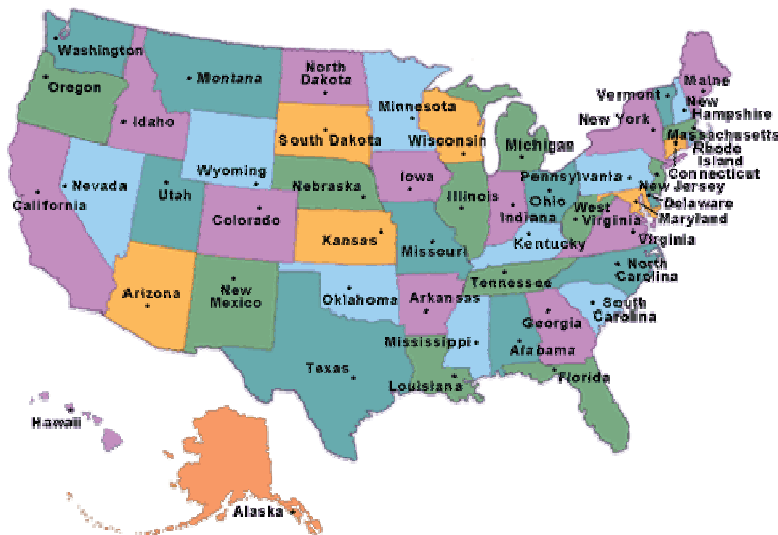 Washington
Oregon
Idaho
Montana
North
Dakota
South Dakota
Minnesota
Wisconsin
Michigan
Vermont
Maine
New
Hampshire
New York
Massachusetts
Rhode
Island
Connecticut
New Jersey
Delaware
Maryland
Pennsylvania
Wyoming
Nebraska
Iowa
Illinois
Indiana
Ohio
West
Virginia
Virginia
Nevada
Utah
Colorado
California
Kansas
Missouri
Kentucky
Tennessee
North
Carolina
South
Carolina
Arizona
New
Mexico
Oklahoma
Arkansas
Mississippi
Alabama
Georgia
Texas
Louisiana
Florida
Hawaii
Alaska